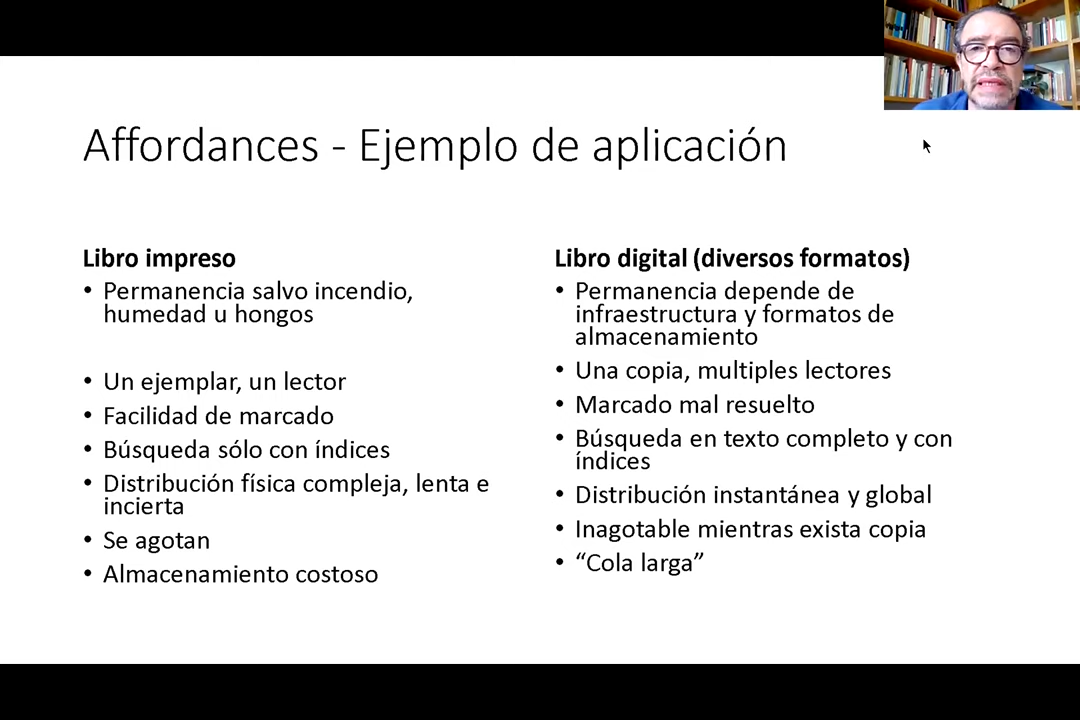 Affordances - Ejemplo de aplicación
Libro impreso
• Permanencia salvo incendio,
humedad u hongos
• Un ejemplar, un lector
• Facilidad de marcado
• Búsqueda sólo con índices
• Distribución física compleja, lenta e
incierta
• Se agotan
• Almacenamiento costoso
Libro digital (diversos formatos)
• Permanencia depende de
infraestructura y formatos de
almacenamiento
• Una copia, multiples lectores
• Marcado mal resuelto
• Búsqueda en texto completo y con
índices
• Distribución instantánea y global
• Inagotable mientras exista copia
• “Cola larga”